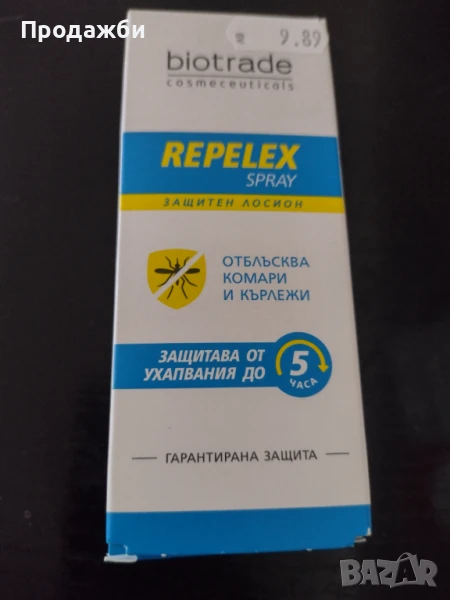 Продажби
9.89
biotrade
cosmeceuticals
REPELEX
SPRAY
ЗАЩИТЕН ЛОСИОН
ОТБЛЪСКВА
КОМАРИ
И КЪРЛЕЖИ
ЗАЩИТАВА ОТ
УХАПВАНИЯ ДО
5
ЧАСА
ГАРАНТИРАНА ЗАЩИТА
BAZAR